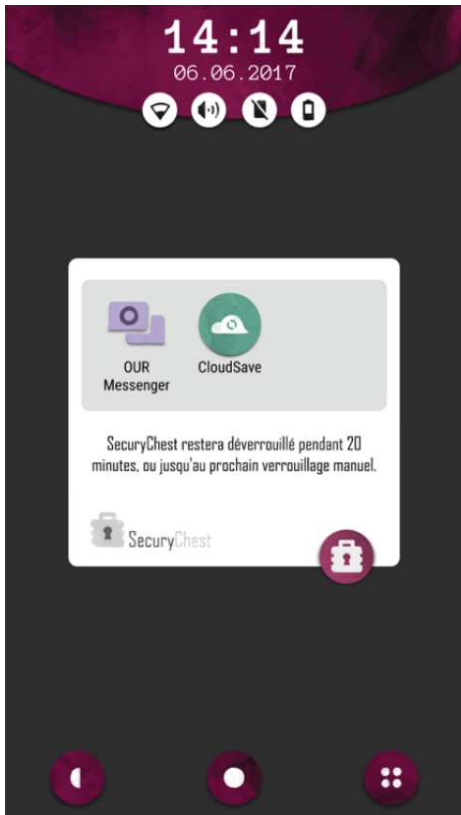 14:14
06.06.2017
OUR
Messenger
CloudSave
SecuryChest restera déverrouillé pendant 20
minutes, ou jusqu'au prochain verrouillage manuel.
SecuryChest